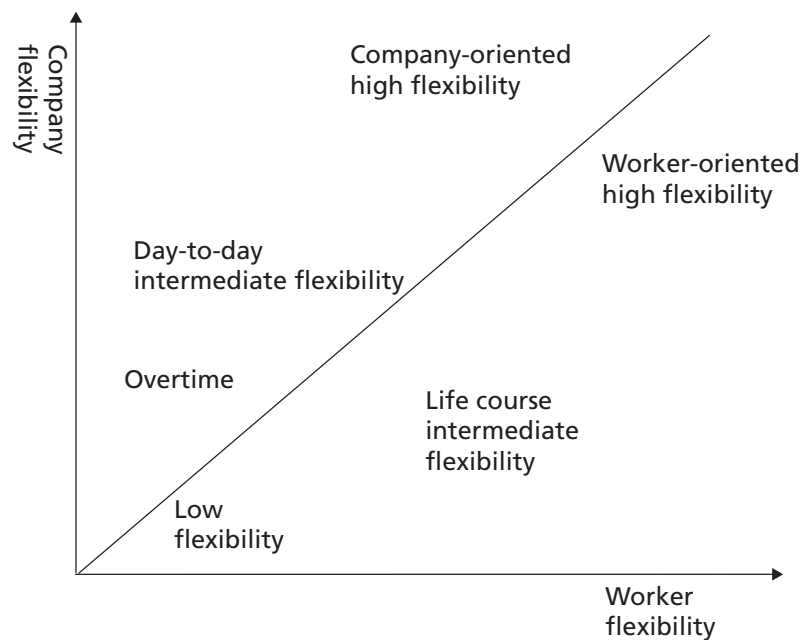 Company
flexibility
Company-oriented
high flexibility
Worker-oriented
high flexibility
Day-to-day
intermediate flexibility
Overtime
Life course
intermediate
flexibility
Low
flexibility
Worker
flexibility